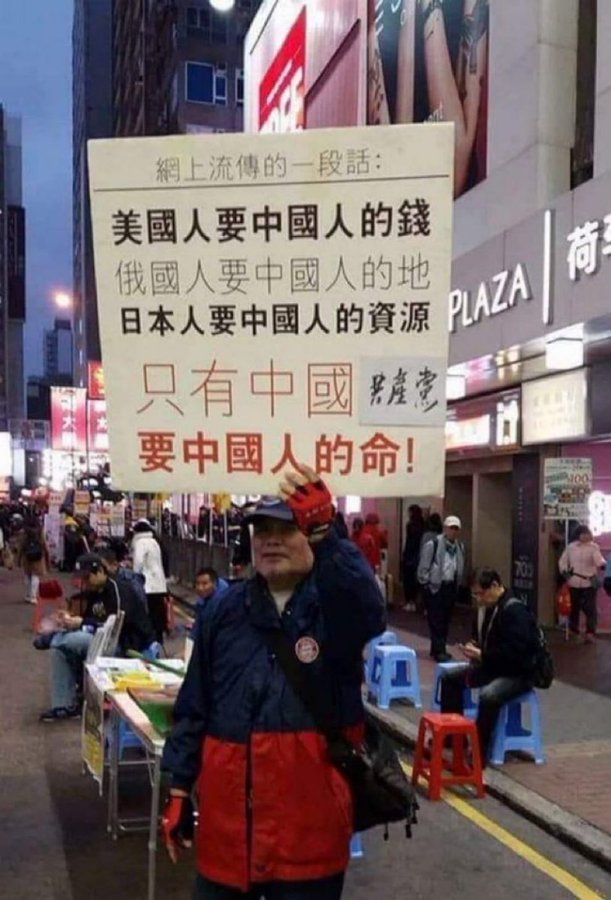 網上流傳的一段話：
美國人要中國人的錢
俄國人要中國人的地
日本人要中國人的資源
只有中國共產黨
要中國人的命！
PLAZA
荷